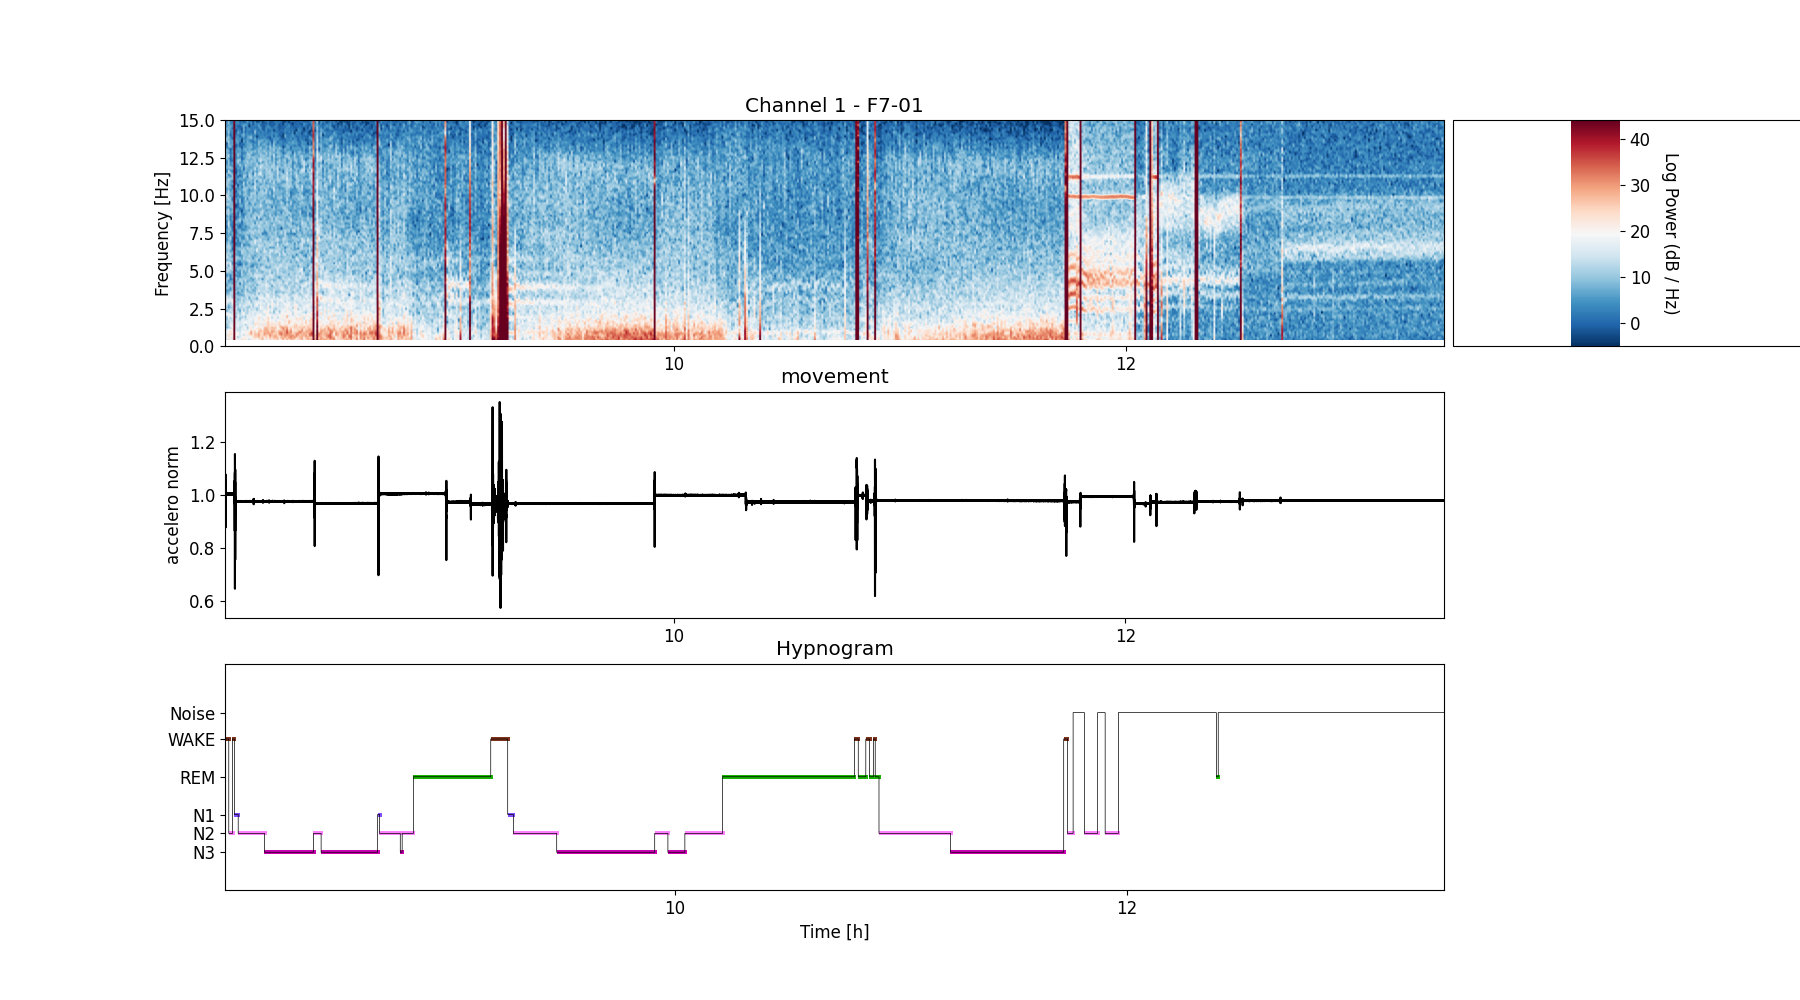 Channel 1 - F7-01
15.0
12.5
10.0
7.5
5.0
2.5
0.0
Frequency [Hz]
10
12
40
30
20
10
0
Log Power (dB / Hz)
movement
1.2
1.0
0.8
0.6
accelero norm
10
12
Hypnogram
Noise
WAKE
REM
N1
N2
N3
10
12
Time [h]